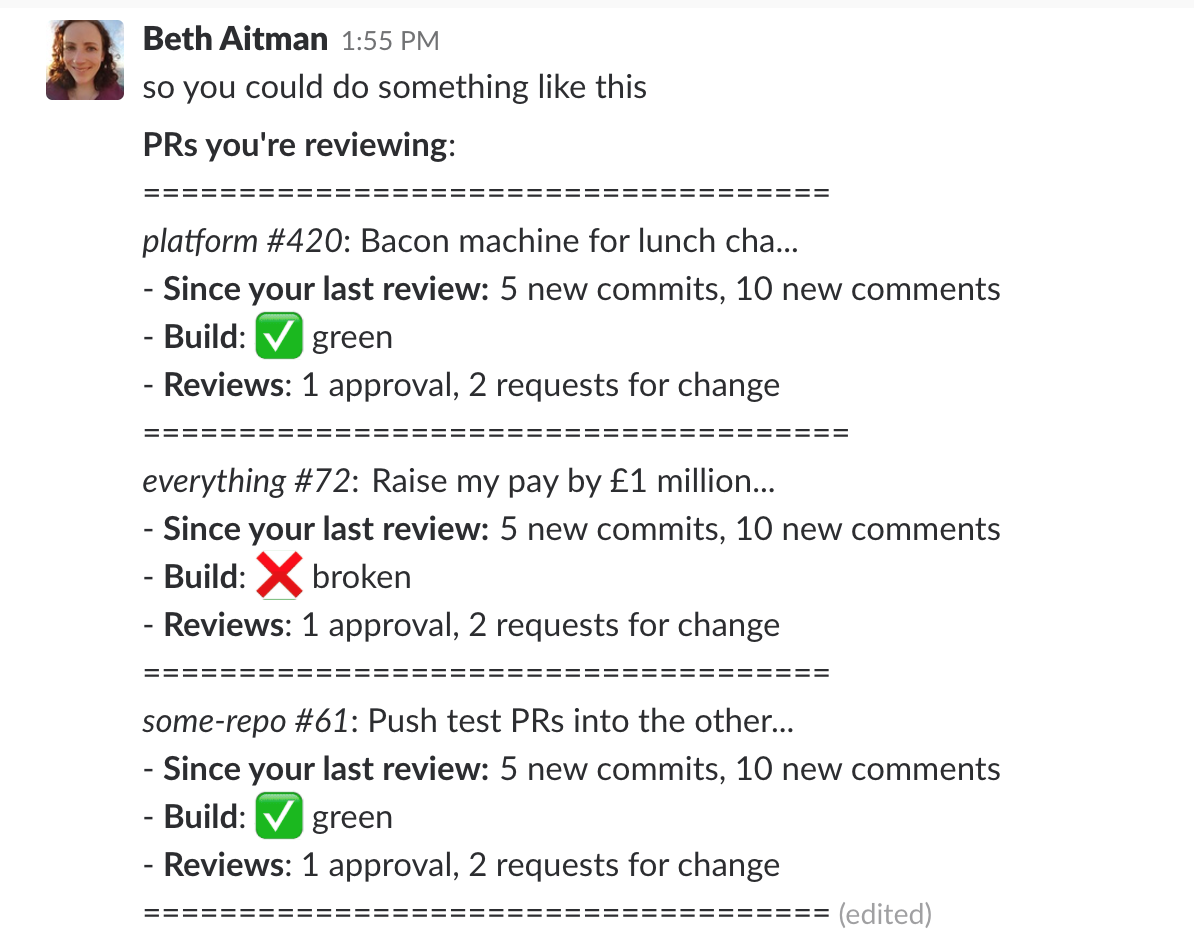 Beth Aitman 1:55 PM
so you could do something like this
PRs you're reviewing:
====================================
platform #420: Bacon machine for lunch cha...
- Since your last review: 5 new commits, 10 new comments
- Build: ✅ green
- Reviews: 1 approval, 2 requests for change
=====================================
everything #72: Raise my pay by £1 million...
- Since your last review: 5 new commits, 10 new comments
- Build: ❌ broken
- Reviews: 1 approval, 2 requests for change
====================================
some-repo #61: Push test PRs into the other...
- Since your last review: 5 new commits, 10 new comments
- Build: ✅ green
- Reviews: 1 approval, 2 requests for change
==================================== (edited)